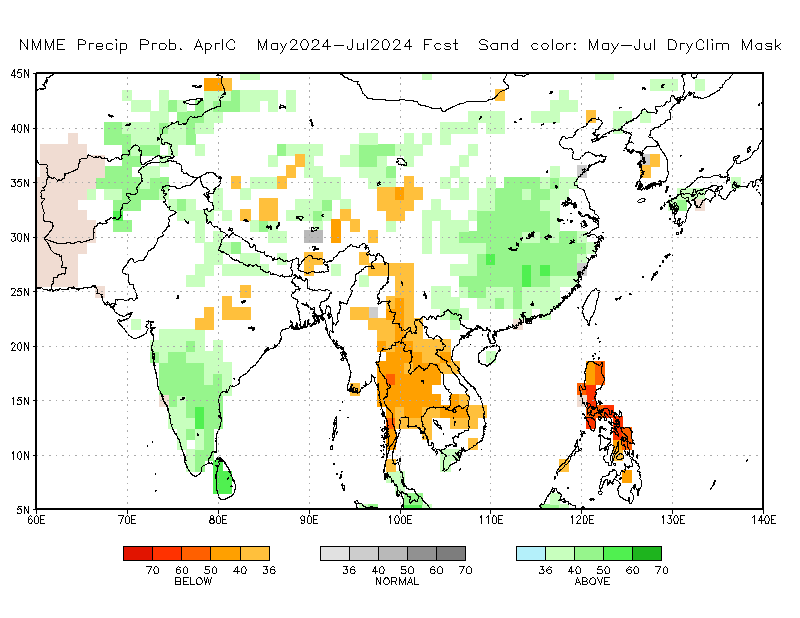 NMME Precip Prob. AprIC  May2024-Jul2024 Fcst  Sand color: May-Jul DryClim Mask
45N
40N
35N
30N
25N
20N
15N
10N
5N
60E 70E 80E 90E 100E 110E 120E 130E 140E
70 60 50 40 36 36 40 50 60 70 36 40 50 60 70
BELOW NORMAL ABOVE